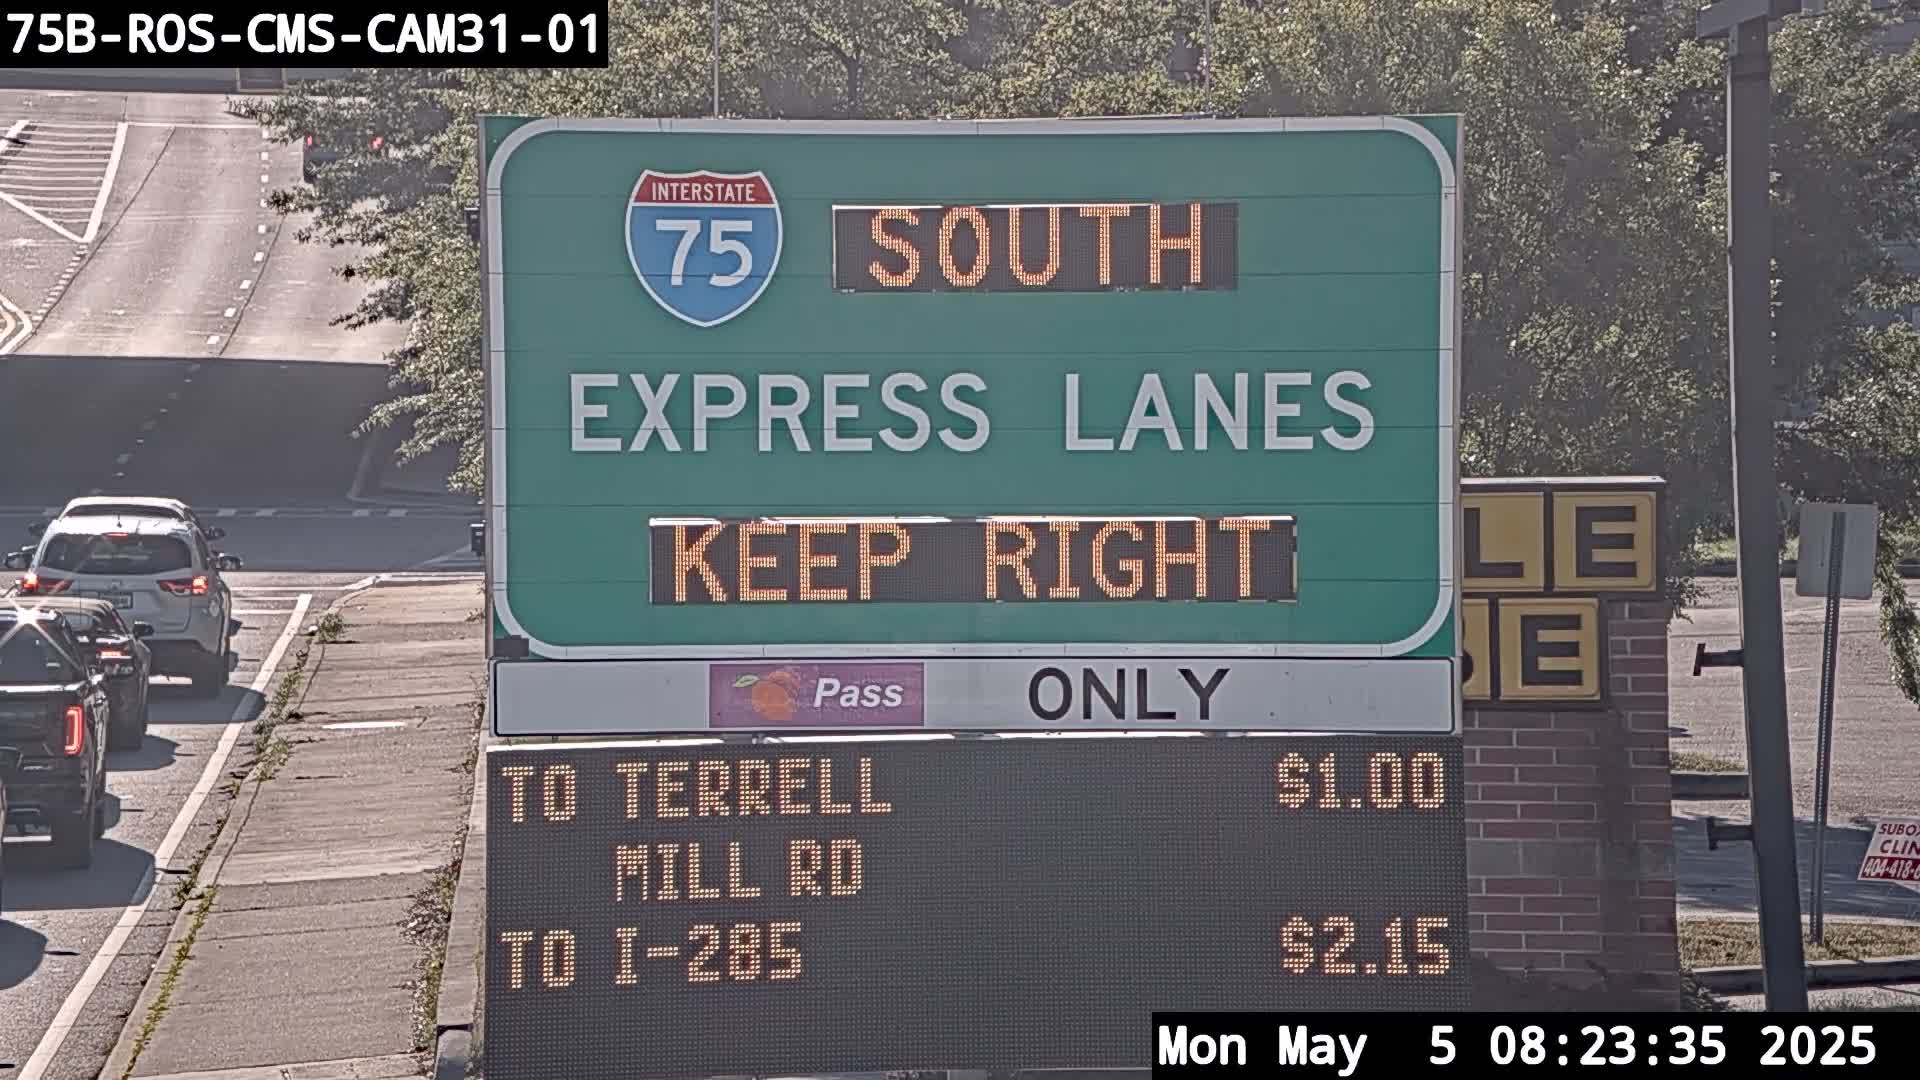 75B-ROS-CMS-CAM31-01
INTERSTATE
75
SOUTH
EXPRESS LANES
KEEP RIGHT
Pass ONLY
TO TERRELL $1.00
MILL RD
TO I-285 $2.15
LE
E
Mon May 5 08:23:35 2025